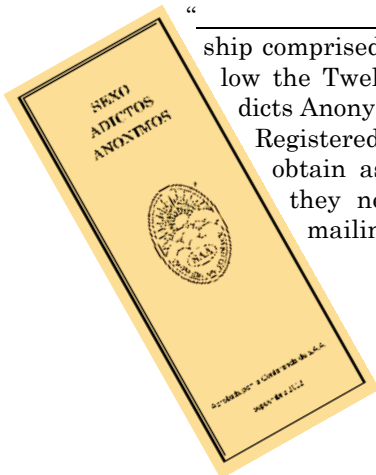 “
ship comprised
low the Twel
dicts Anony
Registered
obtain as
they ne
mailin
SEXO
ADICTOS
ANONIMOS
S.A.A.